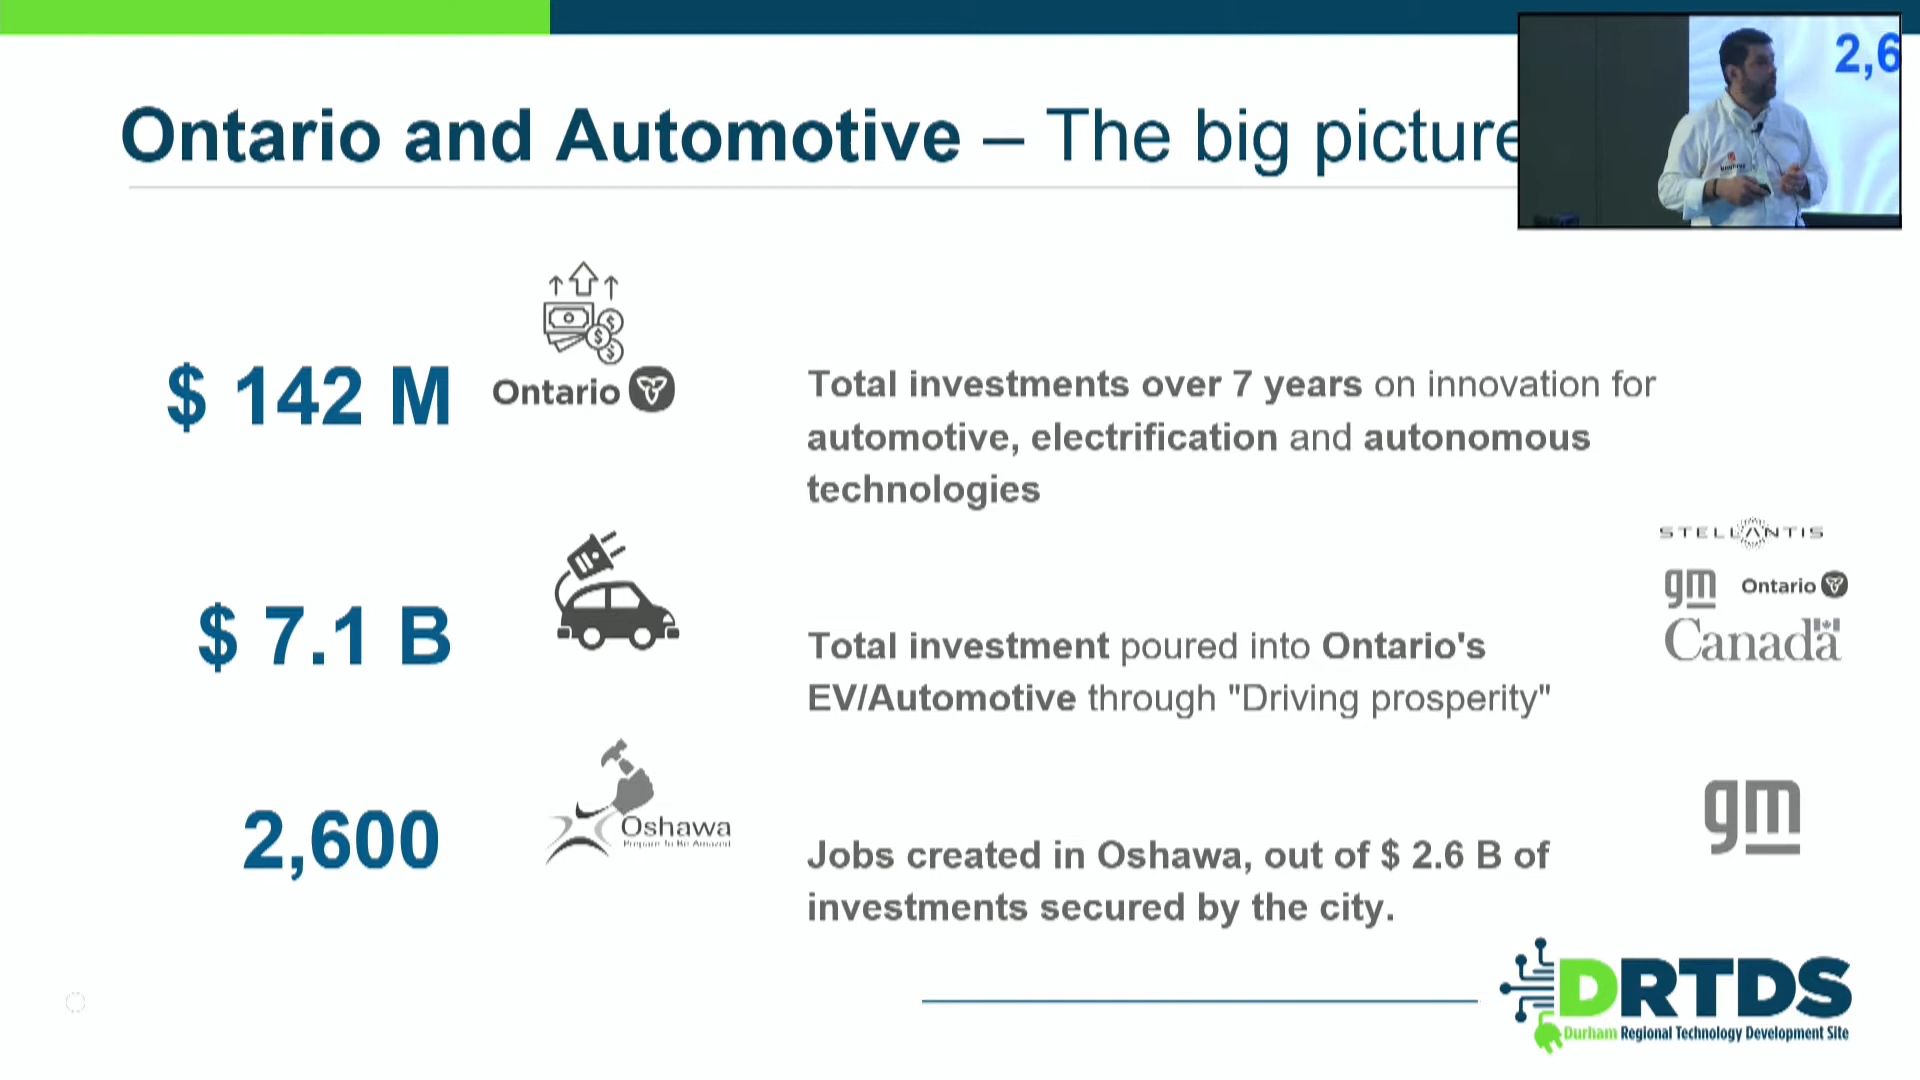 2,6
Ontario and Automotive – The big picture
$ 142 M
Ontario
Total investments over 7 years on innovation for
automotive, electrification and autonomous
technologies
STELLANTIS
gm
Ontario
Canada
$ 7.1 B
Total investment poured into Ontario's
EV/Automotive through "Driving prosperity"
2,600
Oshawa
Prepare To Be Amazed
gm
Jobs created in Oshawa, out of $ 2.6 B of
investments secured by the city.
DRTDS
Durham Regional Technology Development Site